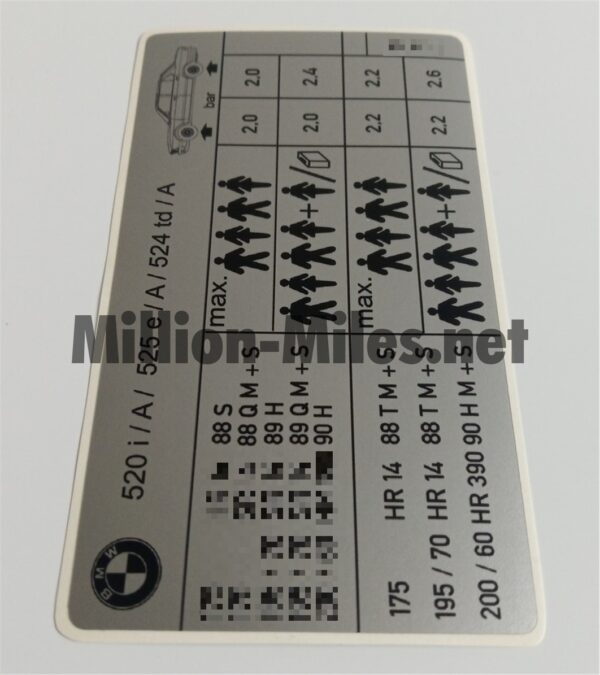 BMW
520 i / A / 525 e / A / 524 td / A
bar
88 S
88 Q M + S
89 H
89 Q M + S
90 H
max.
2.0 2.0
+ /
2.0 2.4
175 HR 14 88 T M + S
195 / 70 HR 14 88 T M + S
200 / 60 HR 390 90 H M + S
max.
2.2 2.2
+ /
2.2 2.6
Million-Miles.net